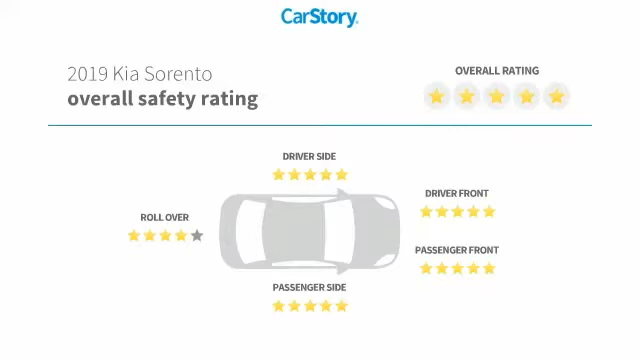 CarStory.
2019 Kia Sorento
overall safety rating
OVERALL RATING
DRIVER SIDE
DRIVER FRONT
ROLL OVER
PASSENGER FRONT
PASSENGER SIDE